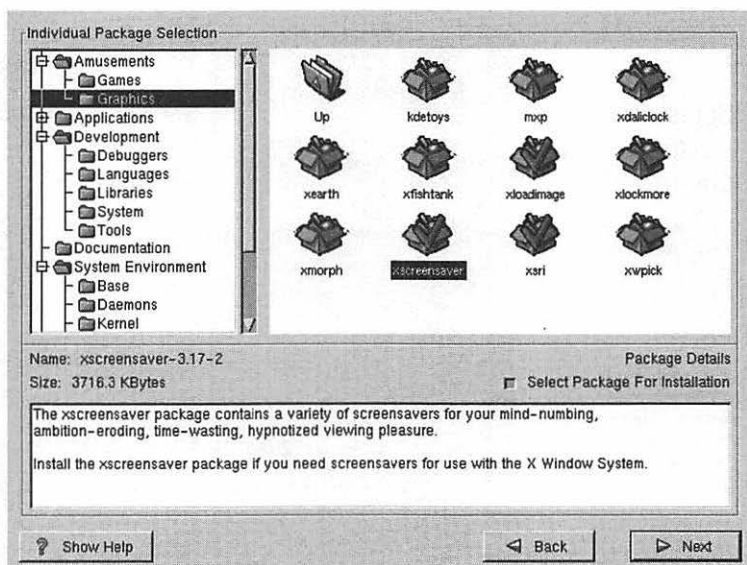 Individual Package Selection
Amusements
Games
Graphics
Applications
Development
Debuggers
Languages
Libraries
System
Tools
Documentation
System Environment
Base
Daemons
Kernel
Up
kdetoys
mxp
xdaliclock
xearth
xfishtank
xloadimage
xlockmore
xmorph
xscreensaver
xsri
xwpick
Name: xscreensaver-3.17-2
Package Details
Size: 3716.3 KBytes
Select Package For Installation
The xscreensaver package contains a variety of screensavers for your mind-numbing,
ambition-eroding, time-wasting, hypnotized viewing pleasure.
Install the xscreensaver package if you need screensavers for use with the X Window System.
? Show Help
Back
Next